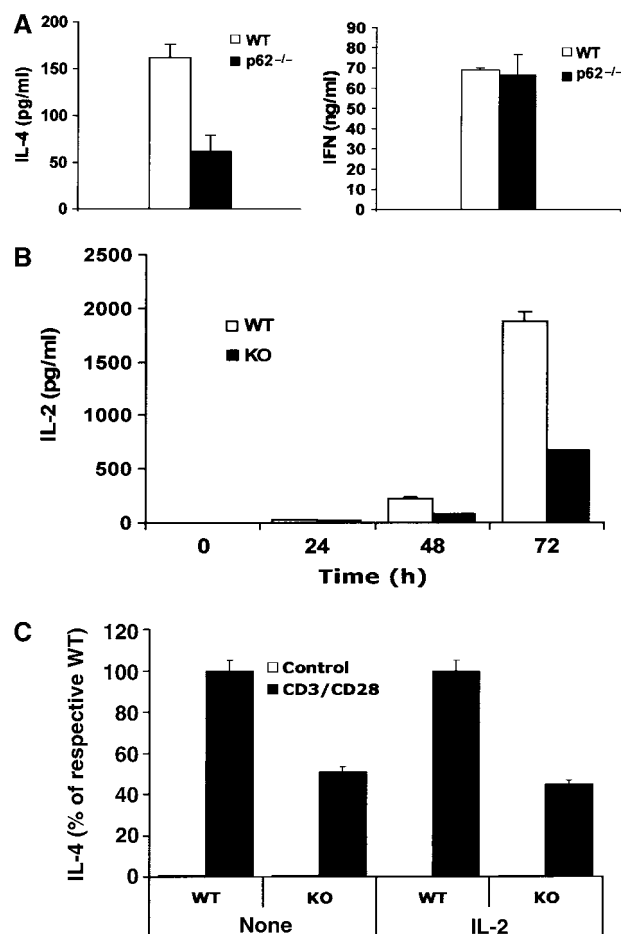 A
IL-4 (pg/ml)
200
150
100
50
0
WT
p62–/–
IFN (ng/ml)
90
80
70
60
50
40
30
20
10
0
WT
p62–/–
B
IL-2 (pg/ml)
2500
2000
1500
1000
500
0
WT
KO
0 24 48 72
Time (h)
C
IL-4 (% of respective WT)
120
100
80
60
40
20
0
Control
CD3/CD28
WT KO WT KO
None IL-2